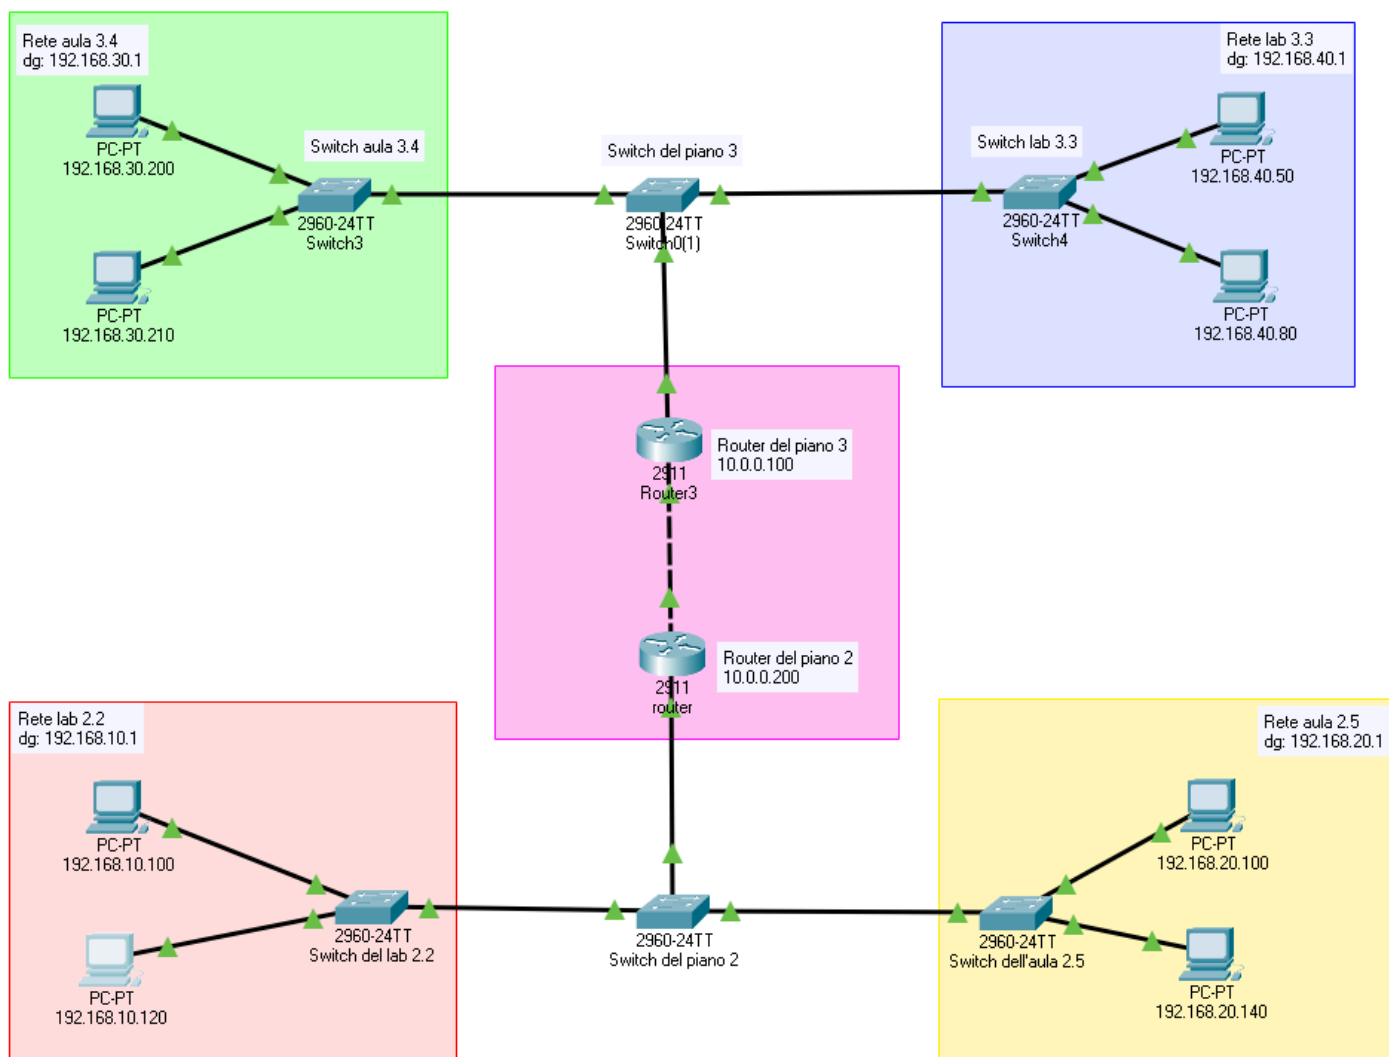 Rete aula 3.4
dg: 192.168.30.1
PC-PT
192.168.30.200
PC-PT
192.168.30.210
Switch aula 3.4
2960-24TT
Switch3
Switch del piano 3
2960-24TT
Switch0(1)
Rete lab 3.3
dg: 192.168.40.1
Switch lab 3.3
2960-24TT
Switch4
PC-PT
192.168.40.50
PC-PT
192.168.40.80
Router del piano 3
10.0.0.100
2911
Router3
Router del piano 2
10.0.0.200
2911
router
Rete lab 2.2
dg: 192.168.10.1
PC-PT
192.168.10.100
PC-PT
192.168.10.120
2960-24TT
Switch del lab 2.2
2960-24TT
Switch del piano 2
Rete aula 2.5
dg: 192.168.20.1
PC-PT
192.168.20.100
2960-24TT
Switch dell'aula 2.5
PC-PT
192.168.20.140